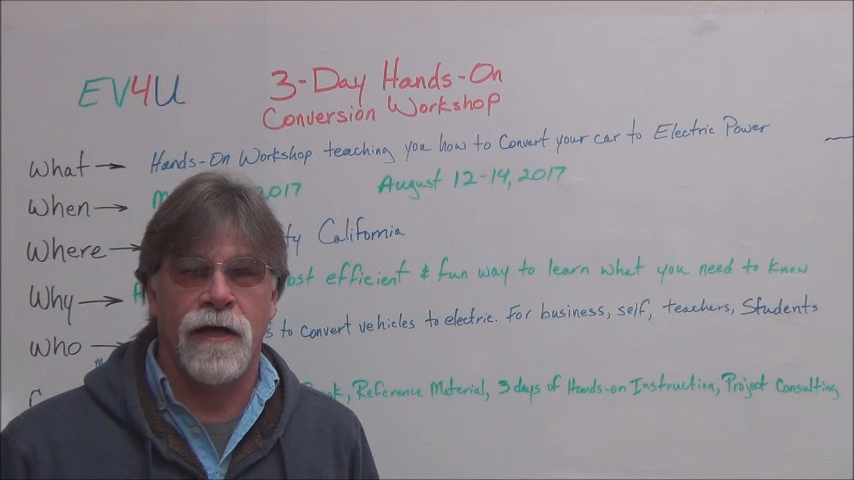 EV4U
3-Day Hands-On
Conversion Workshop
What → Hands-On Workshop teaching you how to Convert your car to Electric Power
When → 2017 August 12-14, 2017
Where → California
Why → efficient & fun way to learn what you need to know
Who → to convert vehicles to electric. For business, self, teachers, Students
Reference Material, 3 days of Hands-on Instruction, Project Consulting